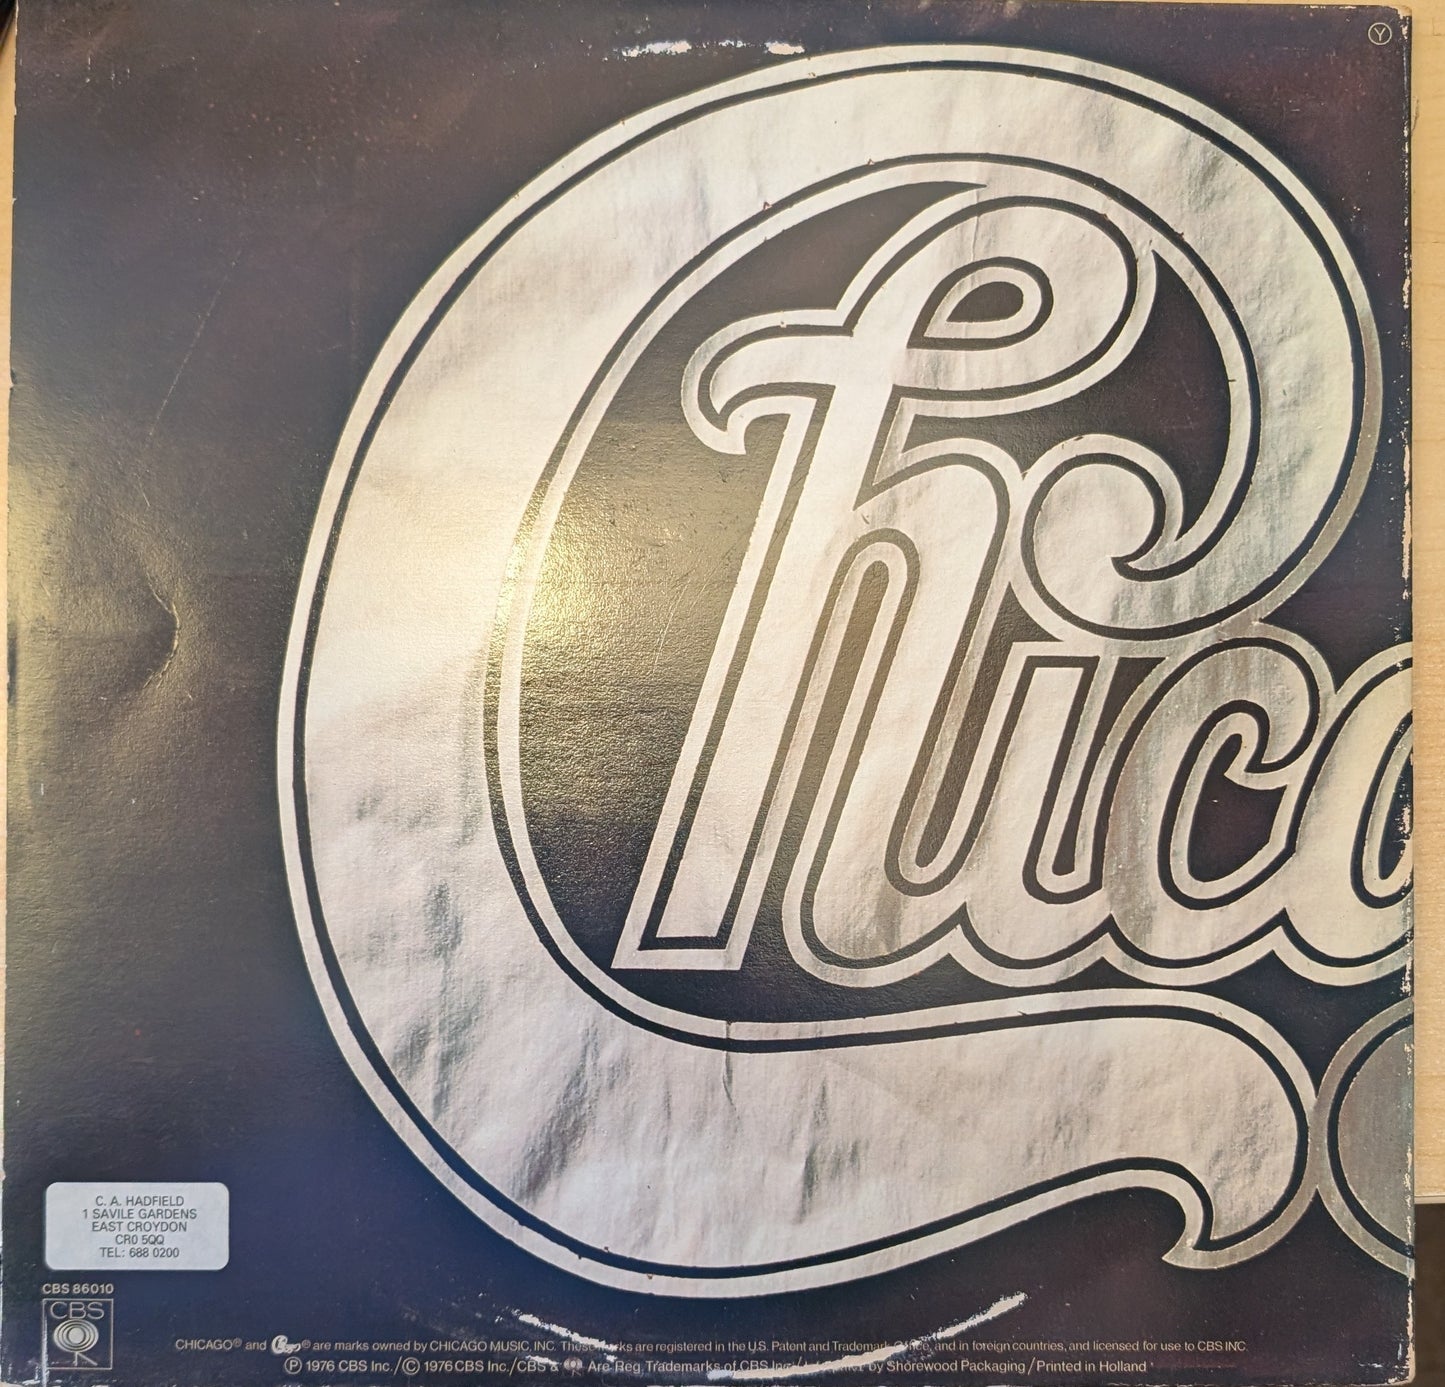 Y
Chica
C. A. HADFIELD
1 SAVILE GARDENS
EAST CROYDON
CR0 5QQ
TEL: 688 0200
CBS 86010
CBS
CHICAGO® and ® are marks owned by CHICAGO MUSIC, INC. These marks are registered in the U.S. Patent and Trademark Office, and in foreign countries, and licensed for use to CBS INC.
Ⓟ 1976 CBS Inc./© 1976 CBS Inc./CBS & Are Reg. Trademarks of CBS Inc/ by Shorewood Packaging/Printed in Holland